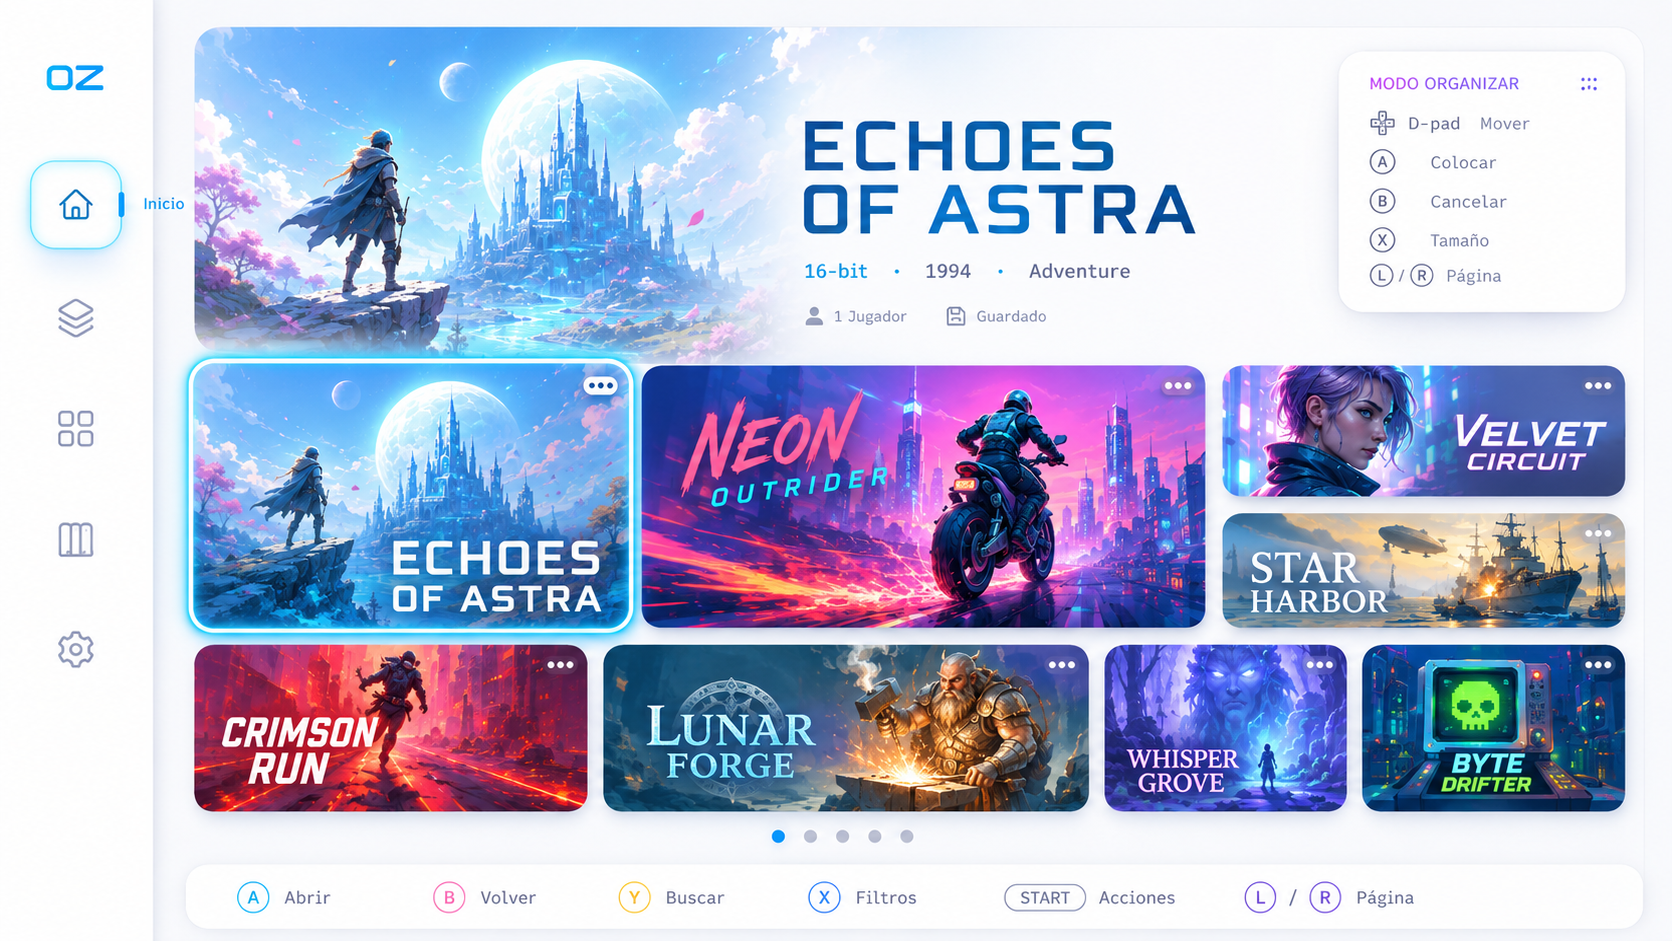 OZ
Inicio
ECHOES
OF ASTRA
16-bit • 1994 • Adventure
1 Jugador Guardado
MODO ORGANIZAR
D-pad Mover
A Colocar
B Cancelar
X Tamaño
L / R Página
ECHOES
OF ASTRA
NEON
OUTRIDER
VELVET
CIRCUIT
STAR
HARBOR
CRIMSON
RUN
LUNAR
FORGE
WHISPER
GROVE
BYTE
DRIFTER
A Abrir B Volver Y Buscar X Filtros START Acciones L / R Página